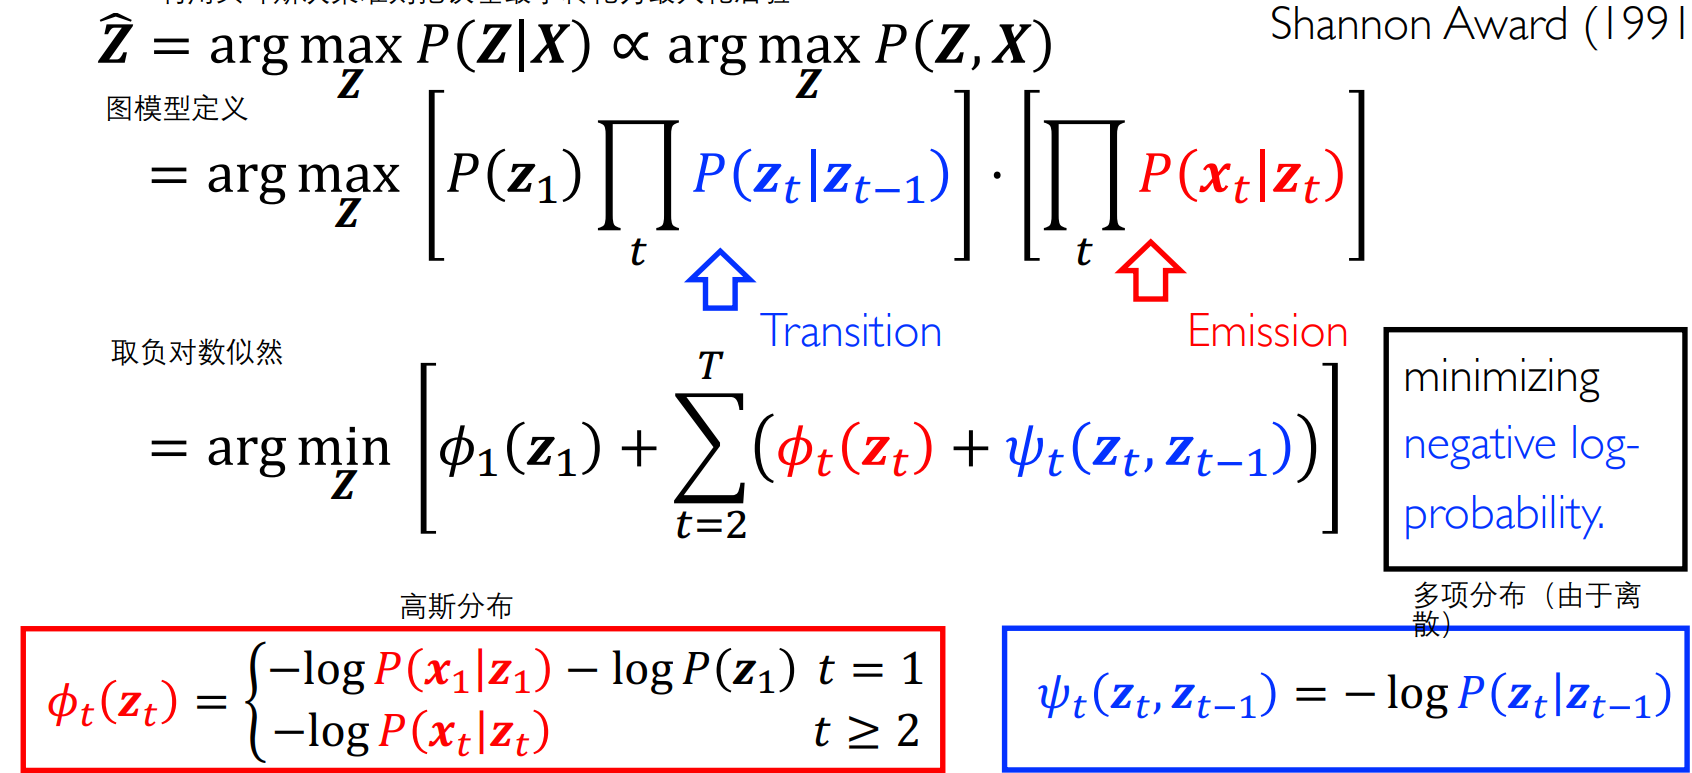 Shannon Award (1991
Ẑ = arg max_Z P(Z|X) ∝ arg max_Z P(Z, X)
图模型定义
= arg max_Z [P(z_1) ∏_t P(z_t|z_{t−1})] · [∏_t P(x_t|z_t)]
Transition
Emission
取负对数似然
= arg min_Z [ϕ_1(z_1) + ∑_{t=2}^{T} (ϕ_t(z_t) + ψ_t(z_t, z_{t−1}))]
minimizing
negative log-
probability.
高斯分布
多项分布（由于离
散）
ϕ_t(z_t) = { −log P(x_1|z_1) − log P(z_1) t = 1
−log P(x_t|z_t) t ≥ 2
ψ_t(z_t, z_{t−1}) = − log P(z_t|z_{t−1})